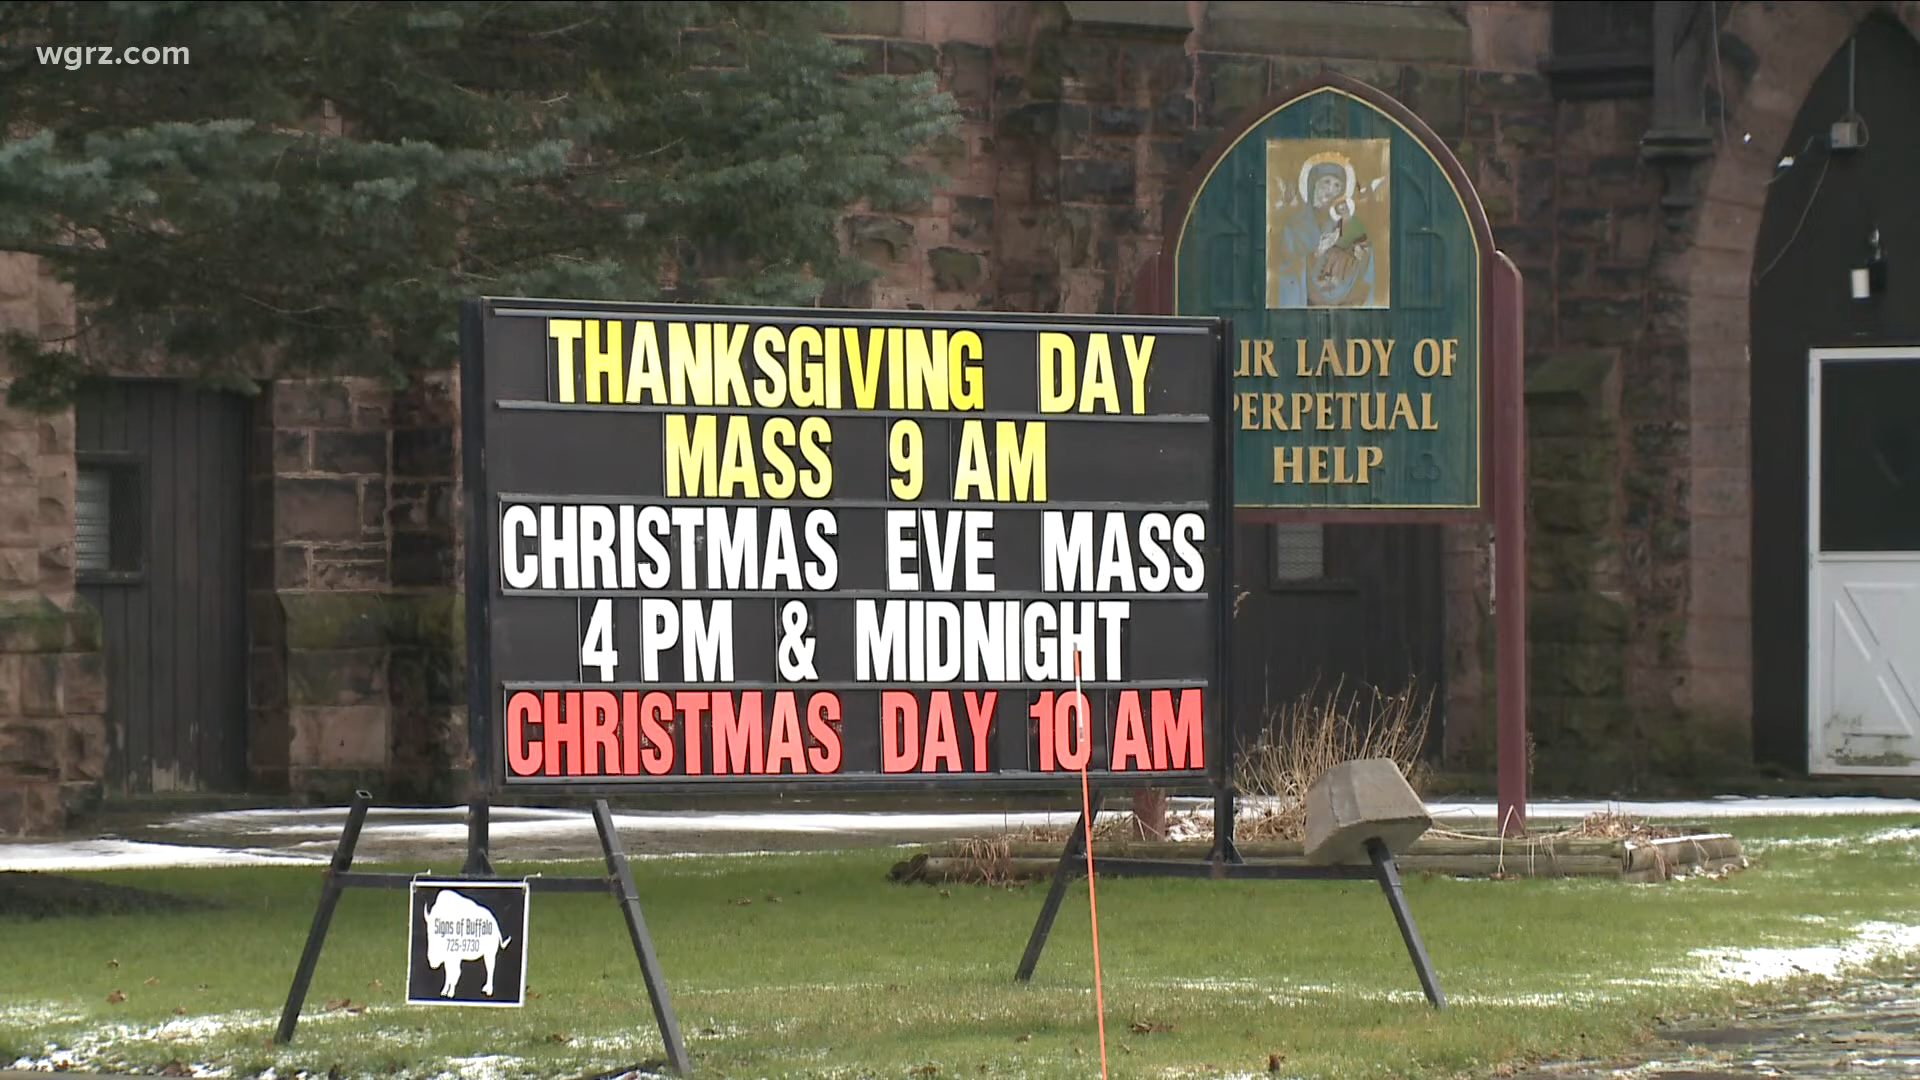 wgrz.com
THANKSGIVING DAY
MASS 9 AM
CHRISTMAS EVE MASS
4 PM & MIDNIGHT
CHRISTMAS DAY 10 AM
UR LADY OF
PERPETUAL
HELP
Signs of Buffalo
725-9730